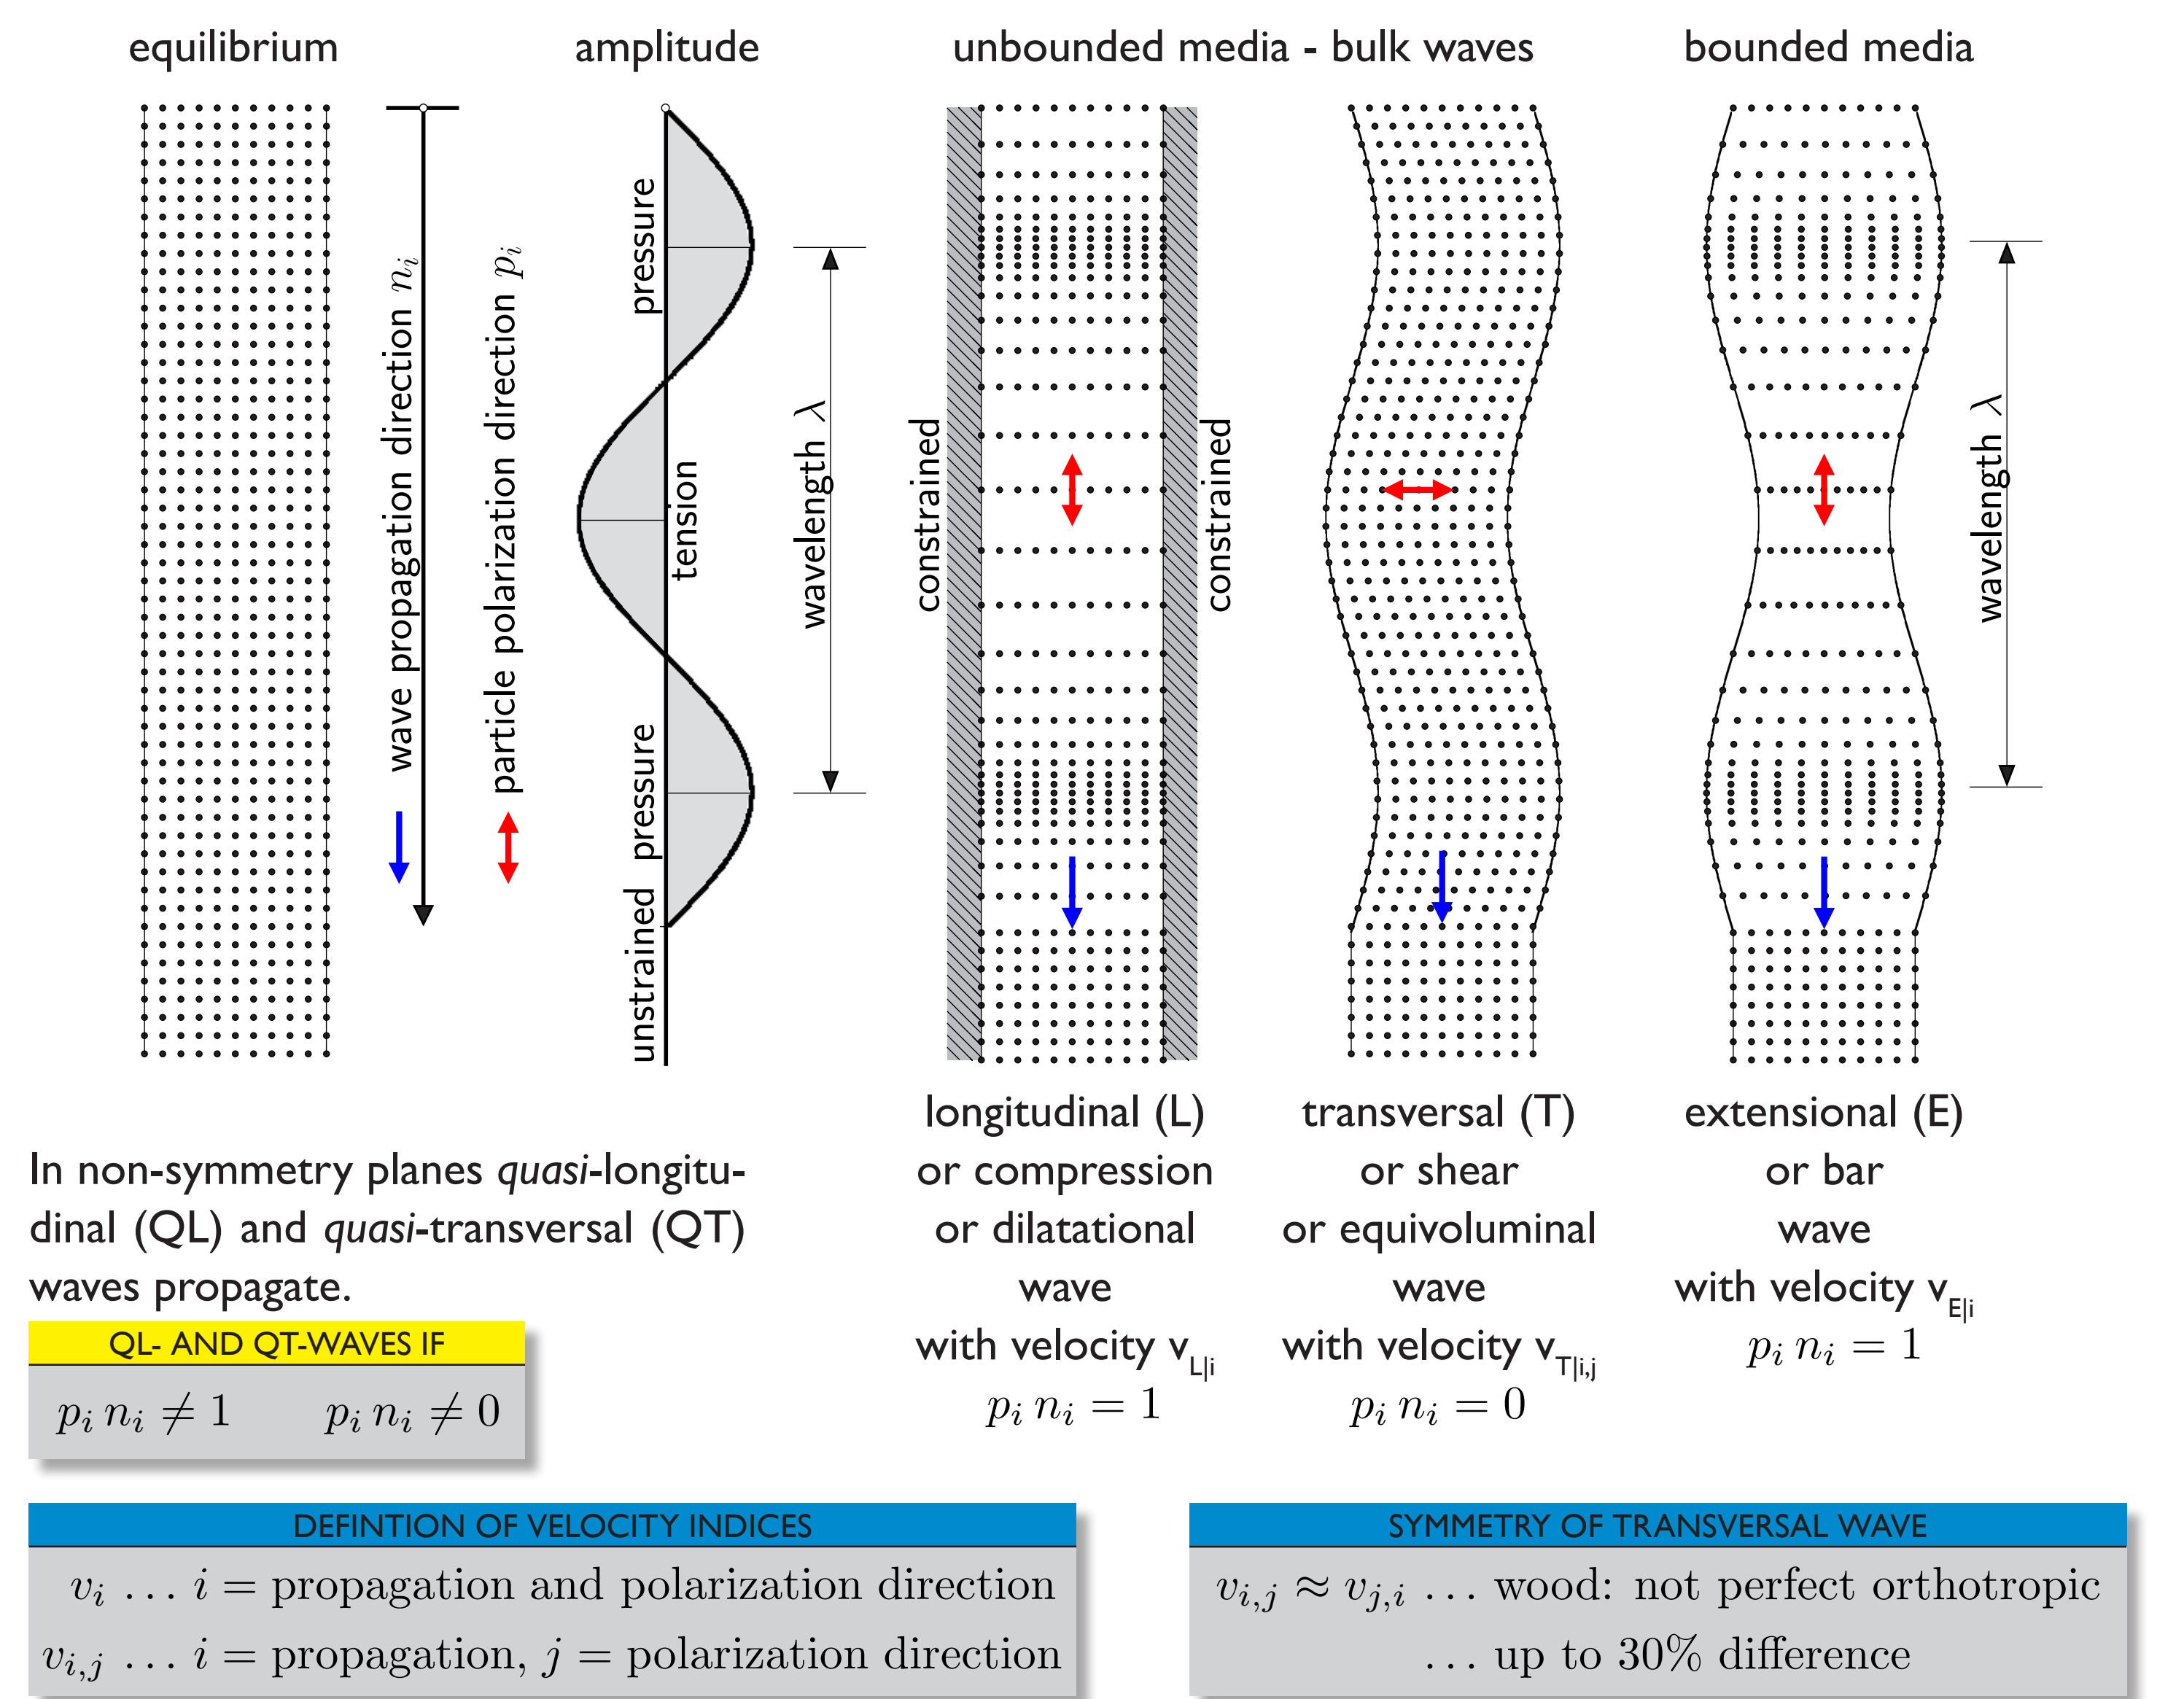 equilibrium
amplitude
unbounded media - bulk waves
bounded media
wave propagation direction n_i
particle polarization direction p_i
pressure
tension
pressure
unstrained
wavelength λ
constrained
constrained
wavelength λ
longitudinal (L)
or compression
or dilatational
wave
with velocity v_L|i
p_i n_i = 1
transversal (T)
or shear
or equivoluminal
wave
with velocity v_T|i,j
p_i n_i = 0
extensional (E)
or bar
wave
with velocity v_E|i
p_i n_i = 1
In non-symmetry planes quasi-longitu-
dinal (QL) and quasi-transversal (QT)
waves propagate.
QL- AND QT-WAVES IF
p_i n_i ≠ 1 p_i n_i ≠ 0
DEFINTION OF VELOCITY INDICES
v_i … i = propagation and polarization direction
v_i,j … i = propagation, j = polarization direction
SYMMETRY OF TRANSVERSAL WAVE
v_i,j ≈ v_j,i … wood: not perfect orthotropic
… up to 30% difference